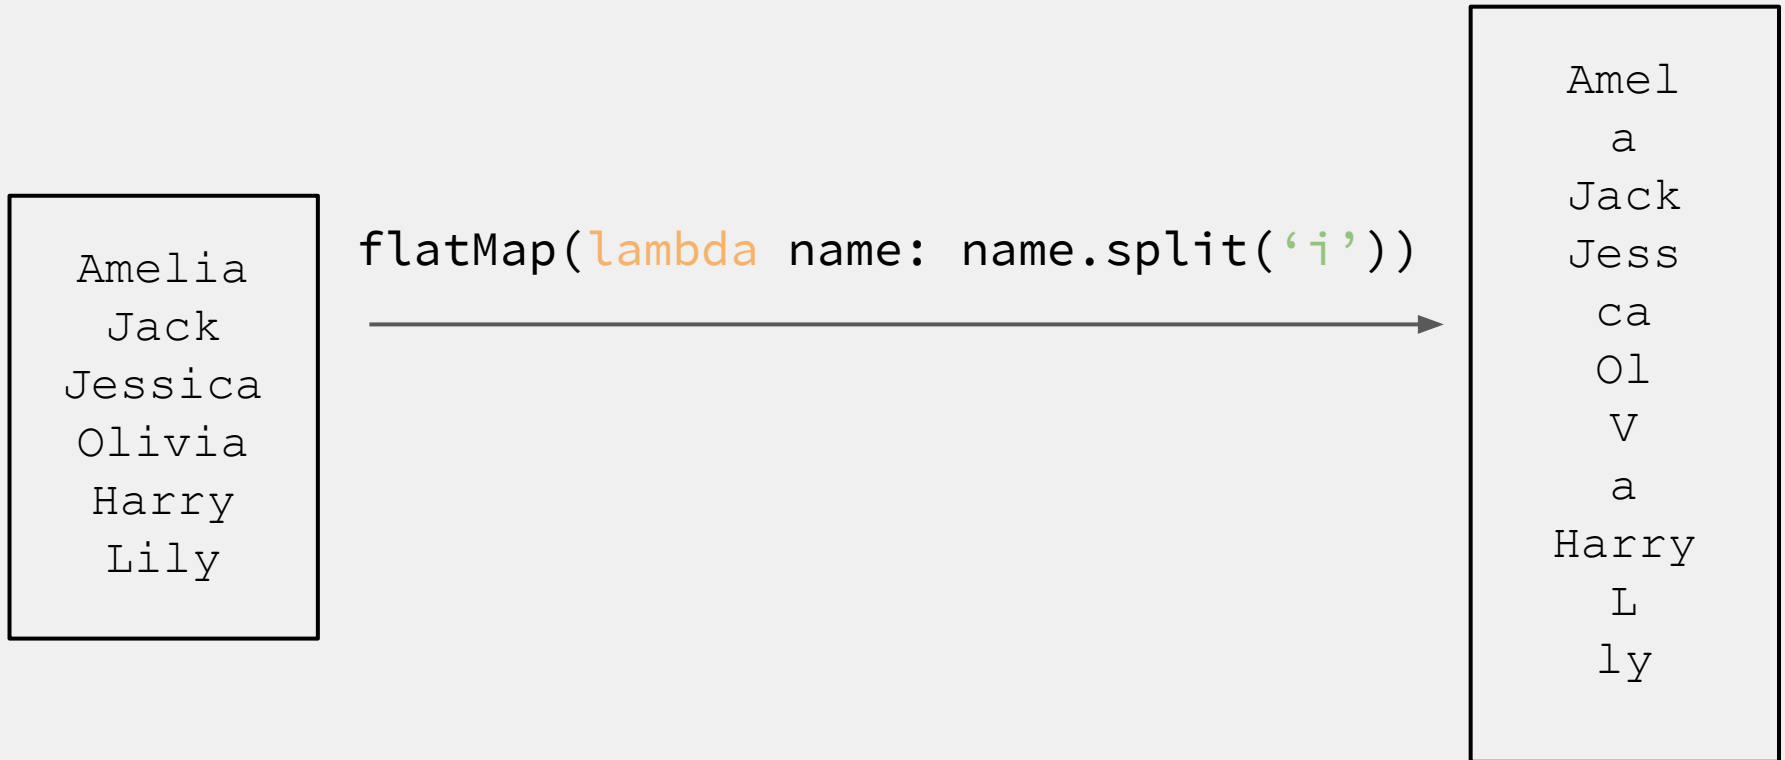 Amelia
Jack
Jessica
Olivia
Harry
Lily
flatMap(lambda name: name.split(‘i’))
Amel
a
Jack
Jess
ca
Ol
V
a
Harry
L
ly